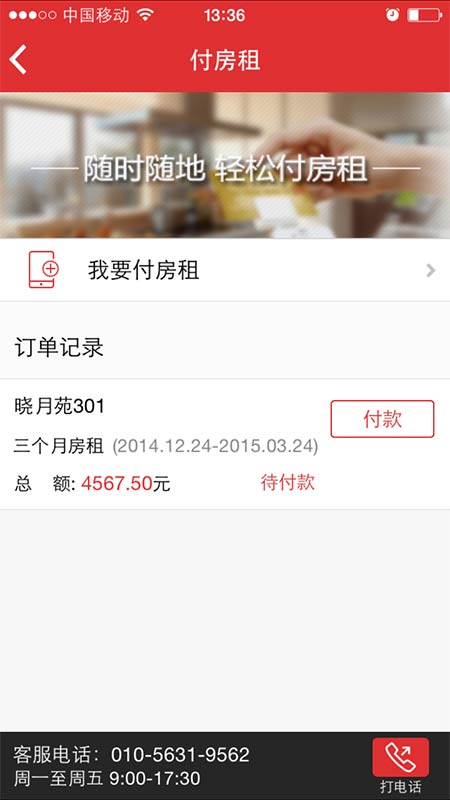 中国移动 13:36
付房租
随时随地 轻松付房租
我要付房租
订单记录
晓月苑301
付款
三个月房租 (2014.12.24-2015.03.24)
总 额: 4567.50元 待付款
客服电话： 010-5631-9562
周一至周五 9:00-17:30
打电话